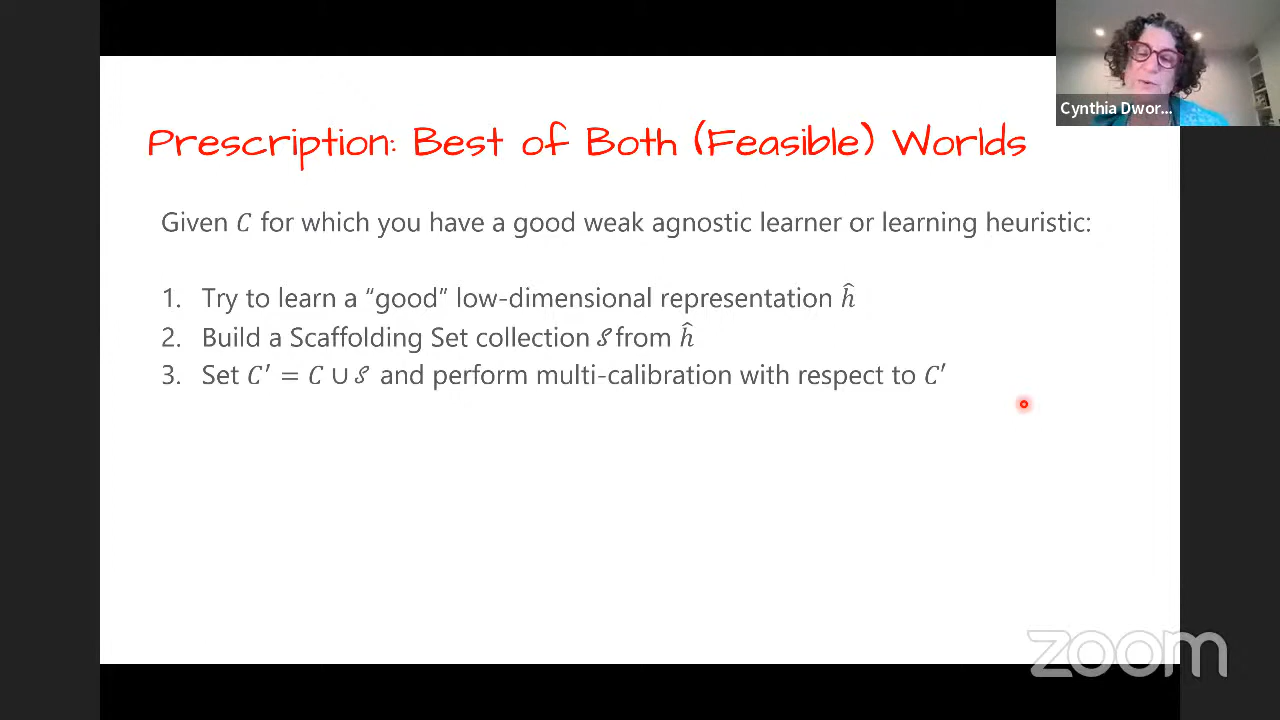 Cynthia Dwor...
Prescription: Best of Both (Feasible) Worlds
Given C for which you have a good weak agnostic learner or learning heuristic:
1. Try to learn a “good” low-dimensional representation ĥ
2. Build a Scaffolding Set collection 𝒮 from ĥ
3. Set C′ = C ∪ 𝒮 and perform multi-calibration with respect to C′
zoom